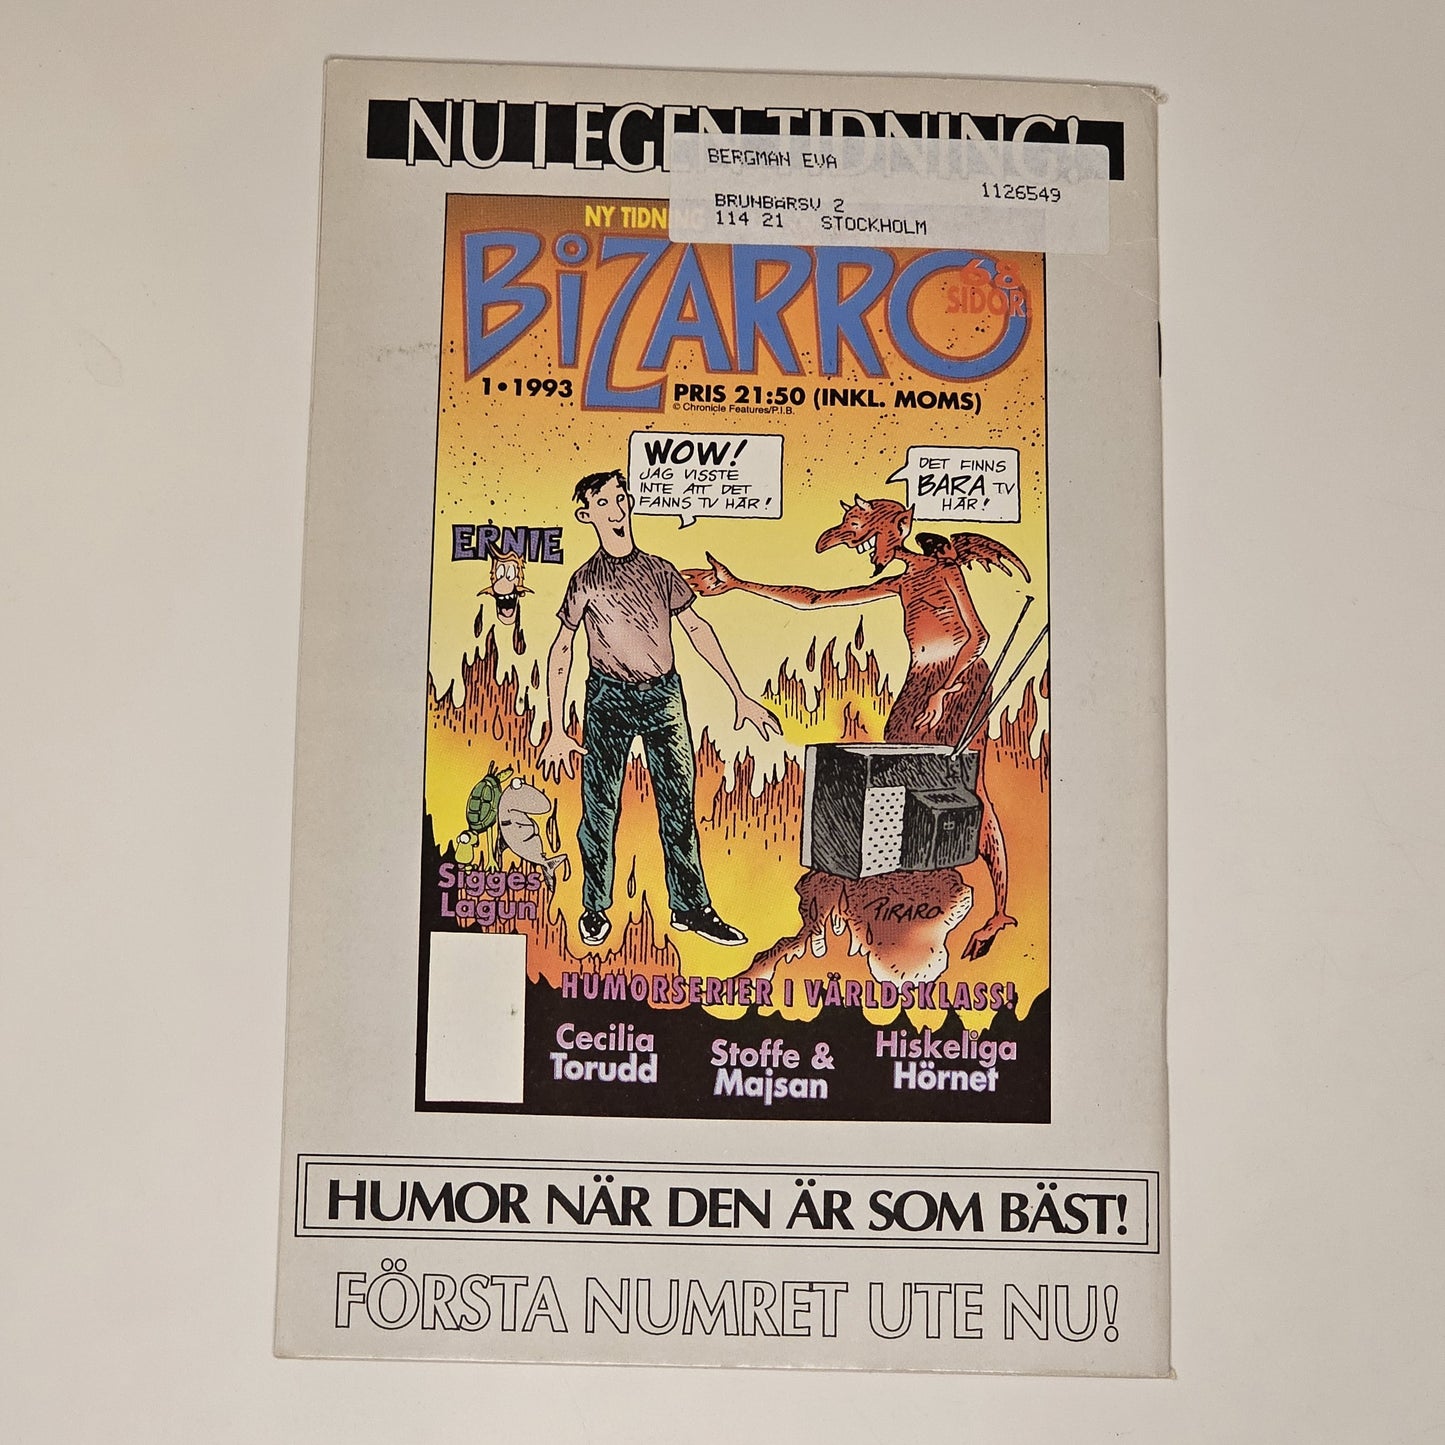 NU I EGEN TIDNING!
BERGMAN EVA
1126549
BRUNBÄRSV 2
114 21 STOCKHOLM
NY TIDN
BiZARRO
68
SIDOR!
1•1993
PRIS 21:50 (INKL. MOMS)
© Chronicle Features/P.I.B.
WOW!
JAG VISSTE
INTE ATT DET
FANNS TV HÄR!
DET FINNS
BARA TV
HÄR!
ERNIE
Sigges
Lagun
PIRARO
HUMORSERIER I VÄRLDSKLASS!
Cecilia
Torudd
Stoffe &
Majsan
Hiskeliga
Hörnet
HUMOR NÄR DEN ÄR SOM BÄST!
FÖRSTA NUMRET UTE NU!